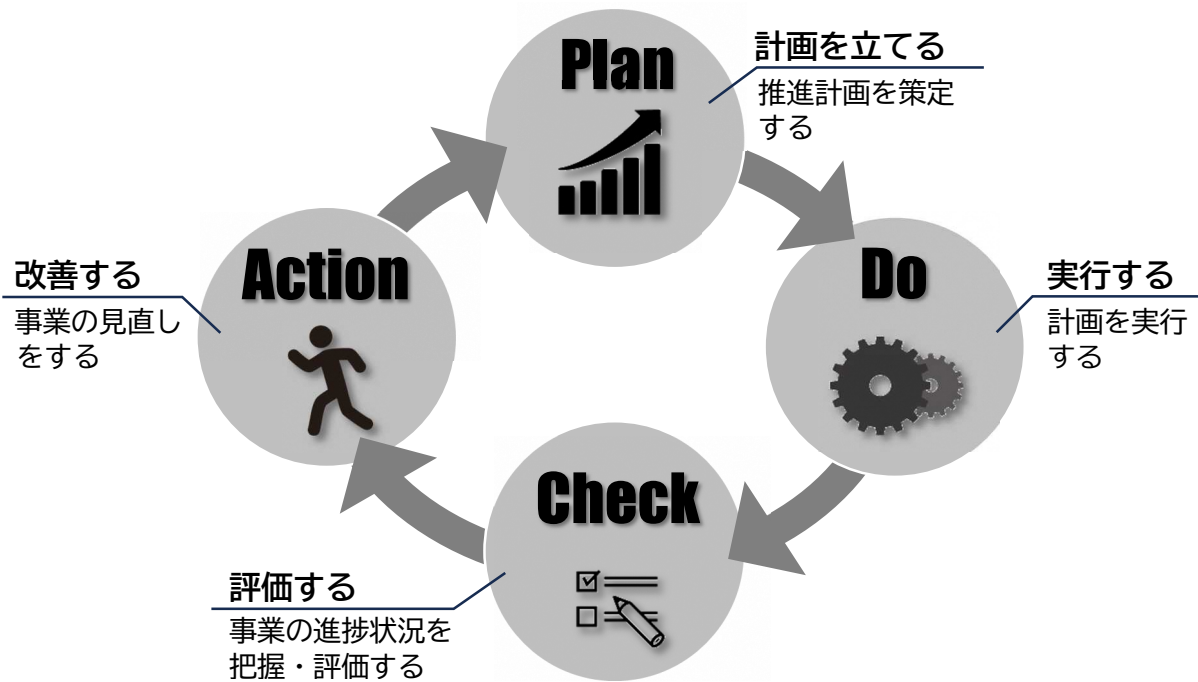 Plan
計画を立てる
推進計画を策定
する
Do
実行する
計画を実行
する
Check
評価する
事業の進捗状況を
把握・評価する
Action
改善する
事業の見直し
をする